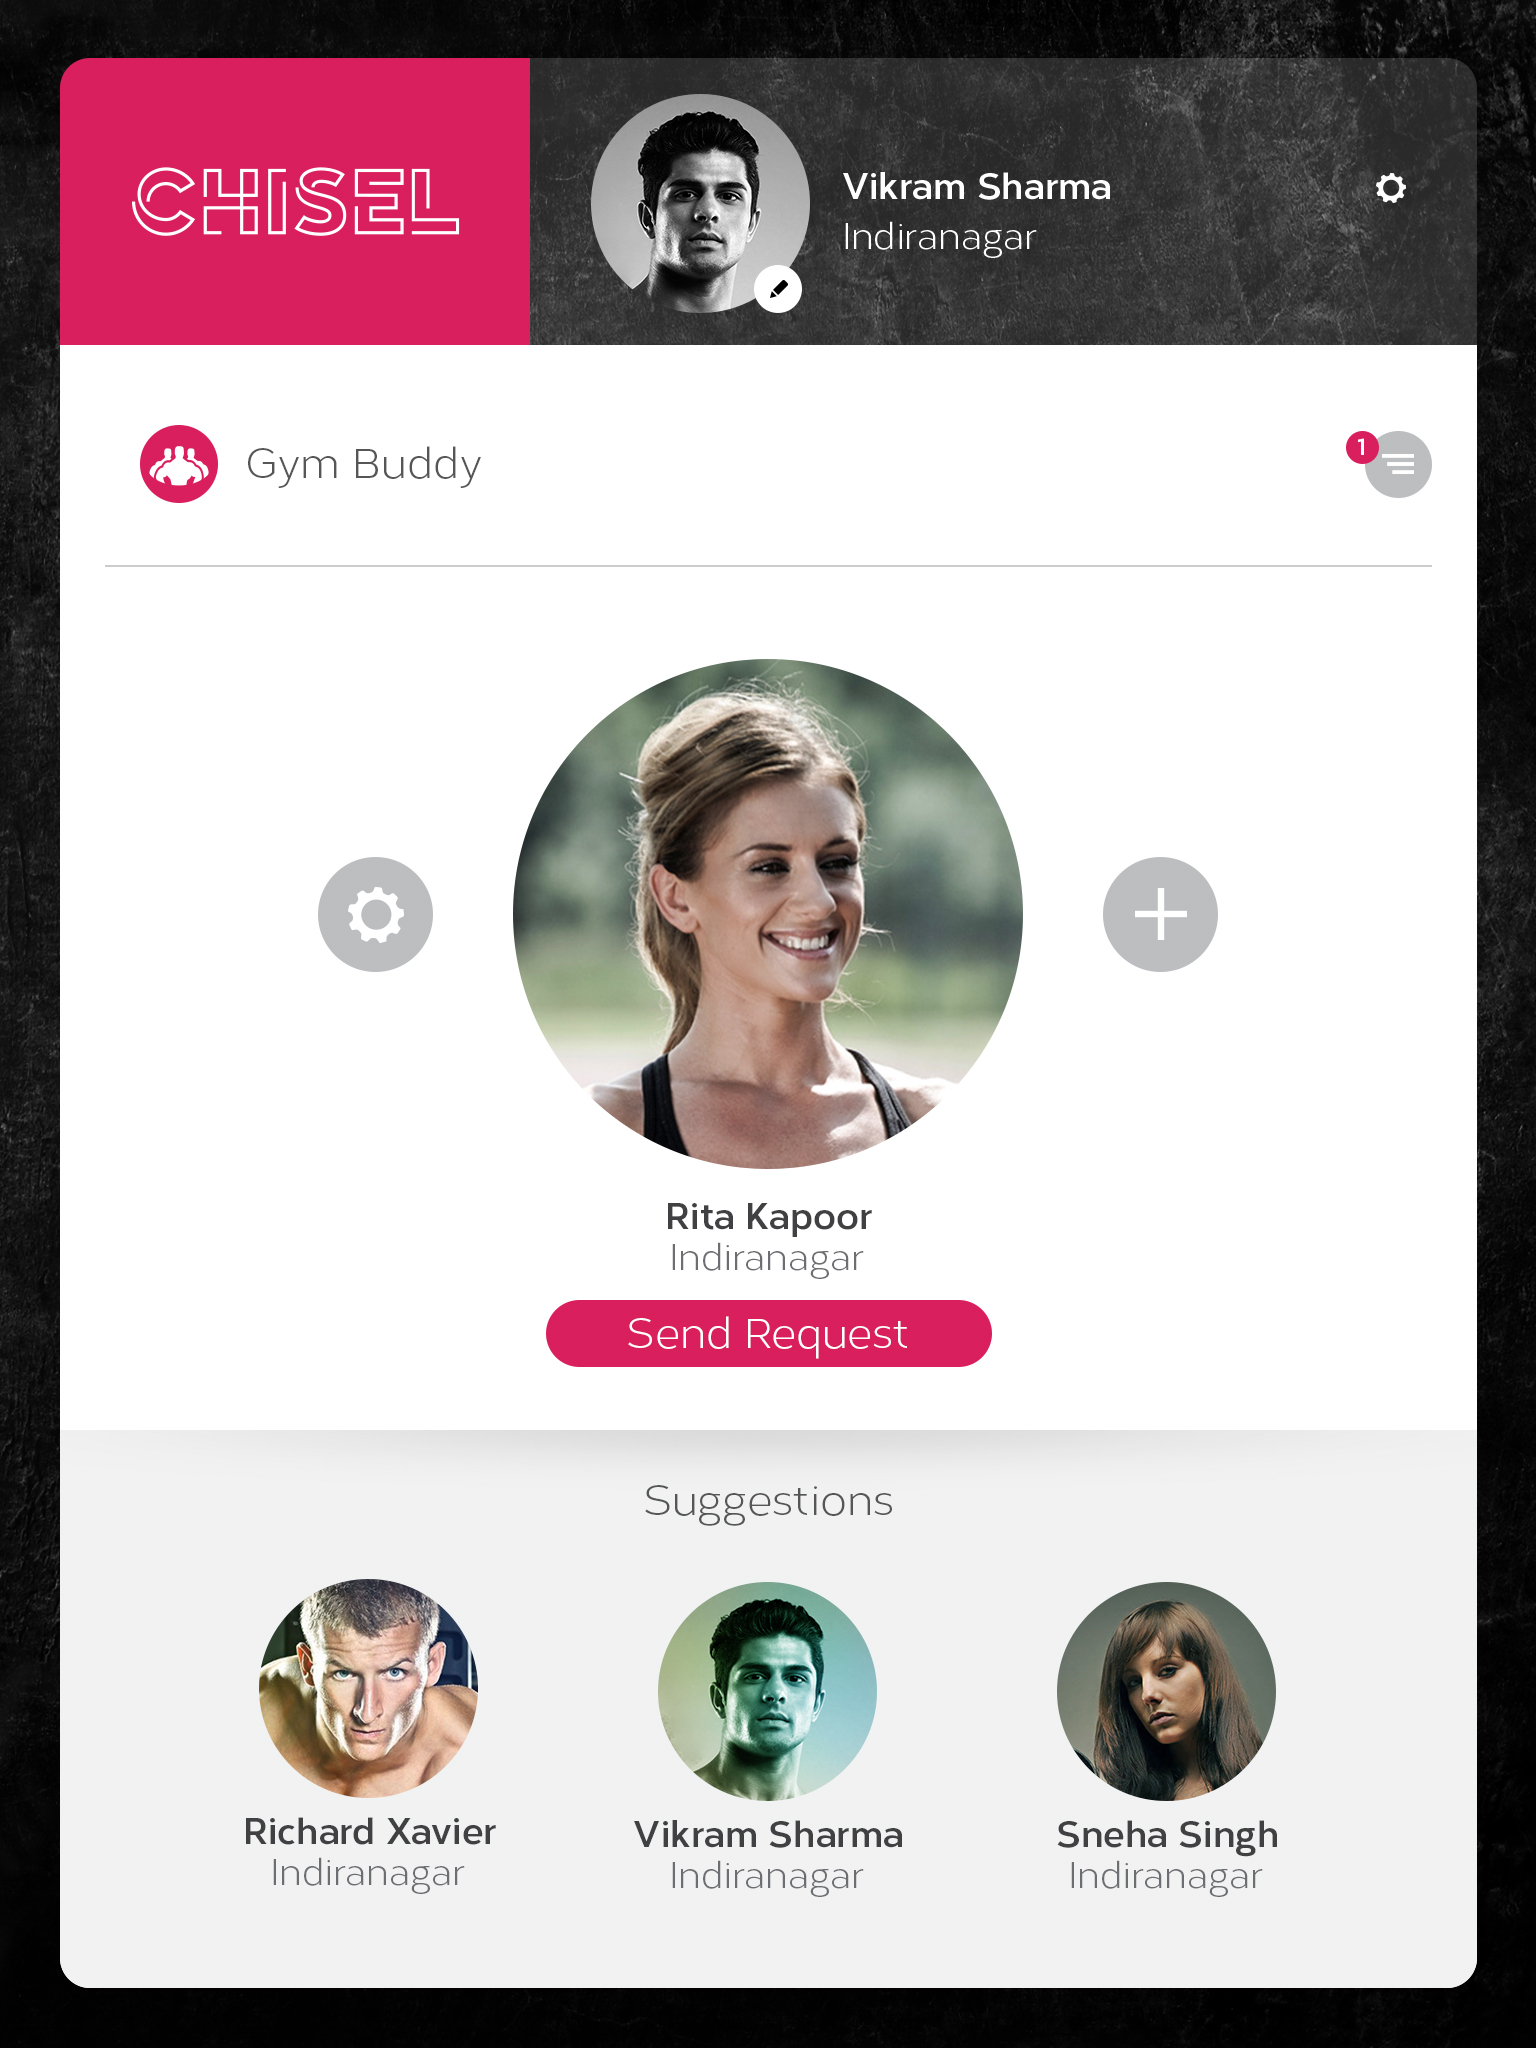 CHISEL
Vikram Sharma
Indiranagar
Gym Buddy
1
Rita Kapoor
Indiranagar
Send Request
Suggestions
Richard Xavier
Indiranagar
Vikram Sharma
Indiranagar
Sneha Singh
Indiranagar